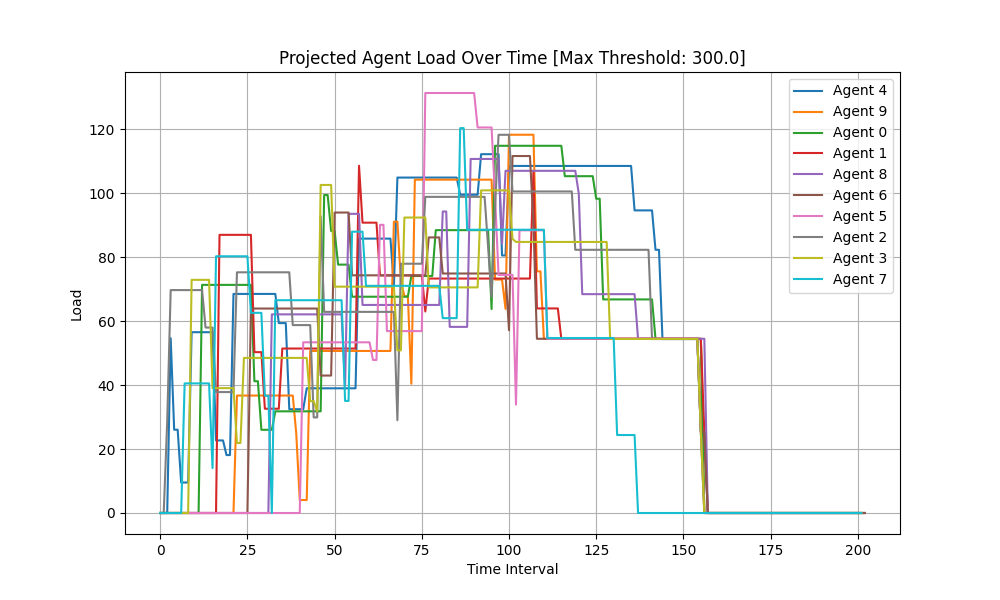 Projected Agent Load Over Time [Max Threshold: 300.0]
Agent 4
Agent 9
Agent 0
Agent 1
Agent 8
Agent 6
Agent 5
Agent 2
Agent 3
Agent 7
Load
120
100
80
60
40
20
0
0 25 50 75 100 125 150 175 200
Time Interval